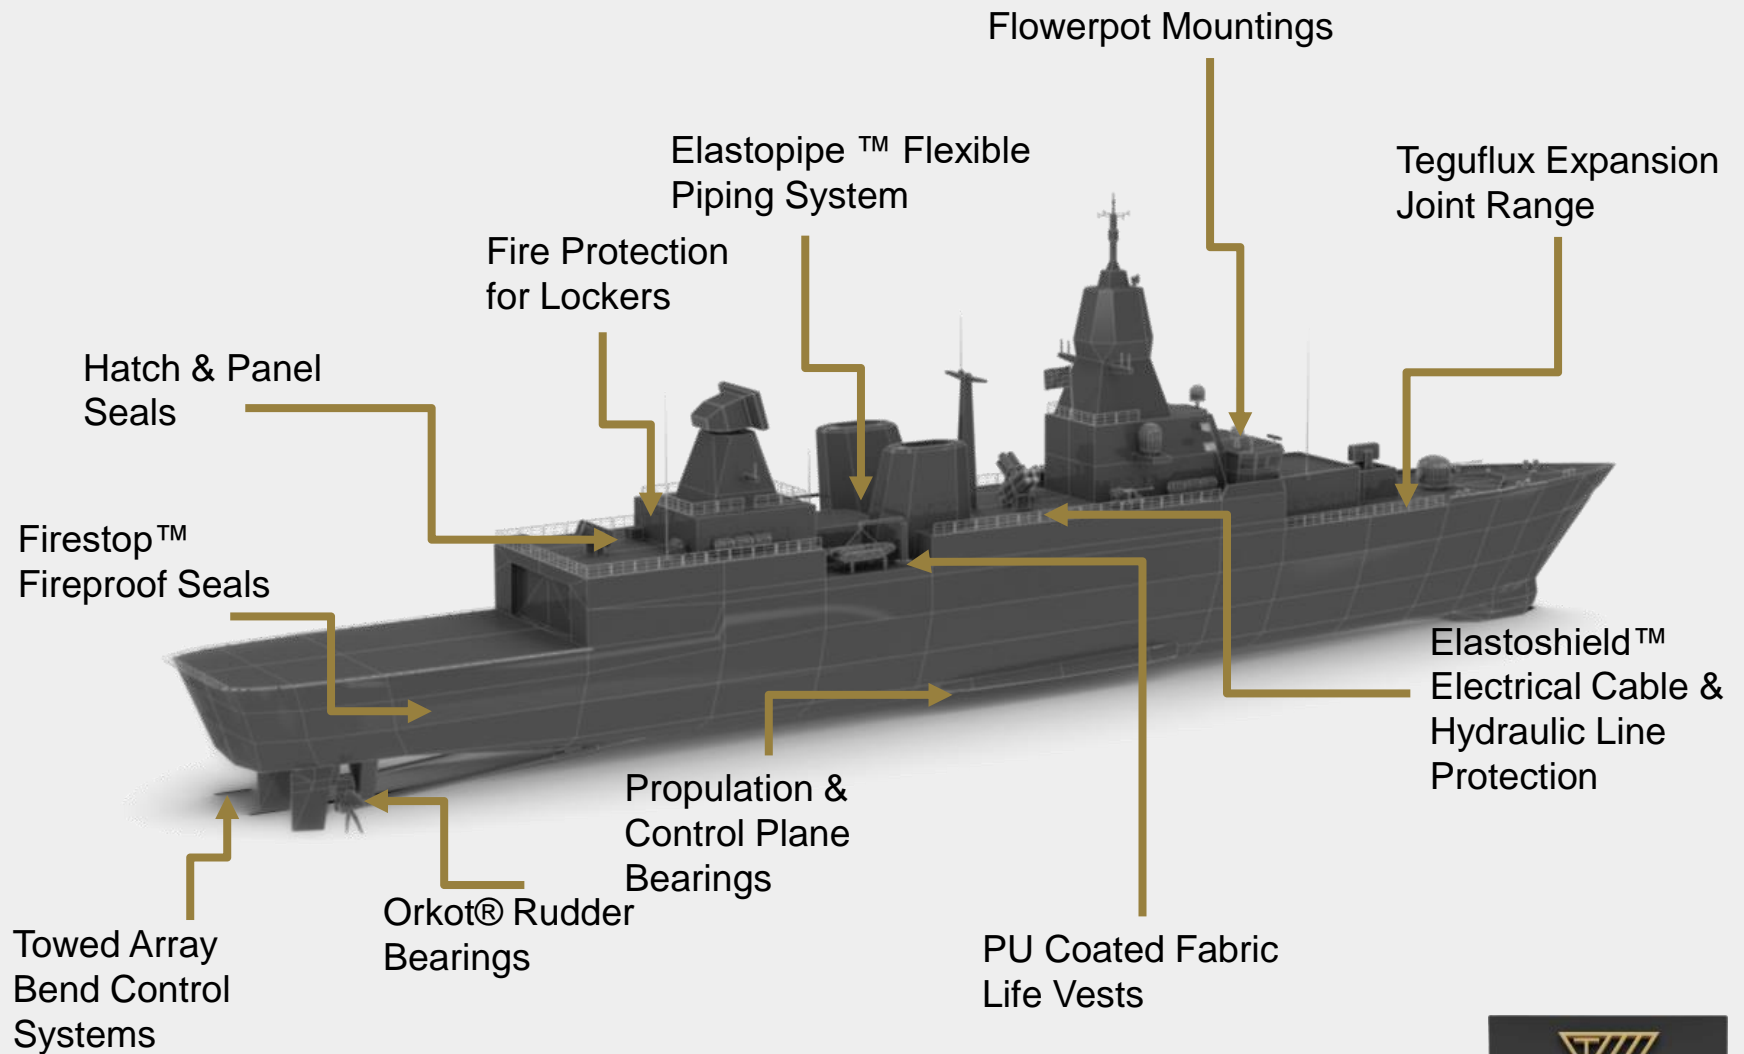 Flowerpot Mountings
Elastopipe ™ Flexible
Piping System
Teguflux Expansion
Joint Range
Fire Protection
for Lockers
Hatch & Panel
Seals
Firestop™
Fireproof Seals
Elastoshield™
Electrical Cable &
Hydraulic Line
Protection
Propulation &
Control Plane
Bearings
Orkot® Rudder
Bearings
PU Coated Fabric
Life Vests
Towed Array
Bend Control
Systems